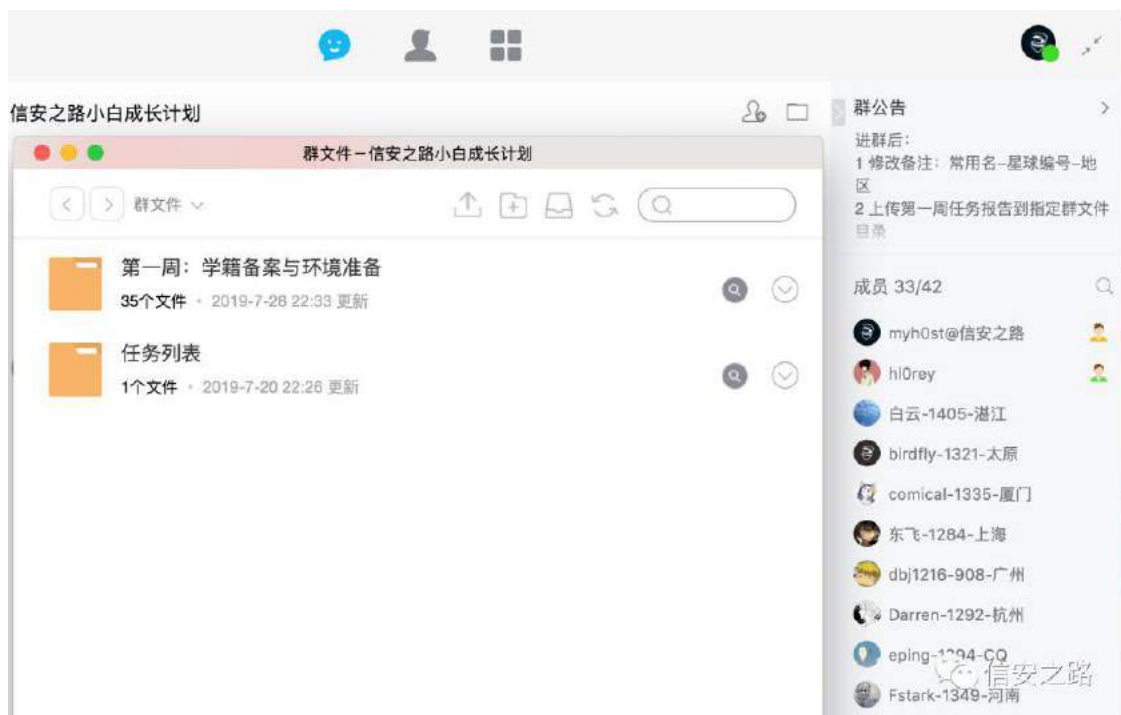 信安之路小白成长计划
群文件－信安之路小白成长计划
群文件
第一周：学籍备案与环境准备
35个文件 • 2019-7-26 22:33 更新
任务列表
1个文件 • 2019-7-20 22:26 更新
群公告
进群后：
1 修改备注：常用名-星球编号-地
区
2 上传第一周任务报告到指定群文件
目录
成员 33/42
myh0st@信安之路
hl0rey
白云-1405-湛江
birdfly-1321-太原
comical-1335-厦门
东飞-1284-上海
dbj1216-908-广州
Darren-1292-杭州
eping-1294-CQ
Fstark-1349-河南
信安之路